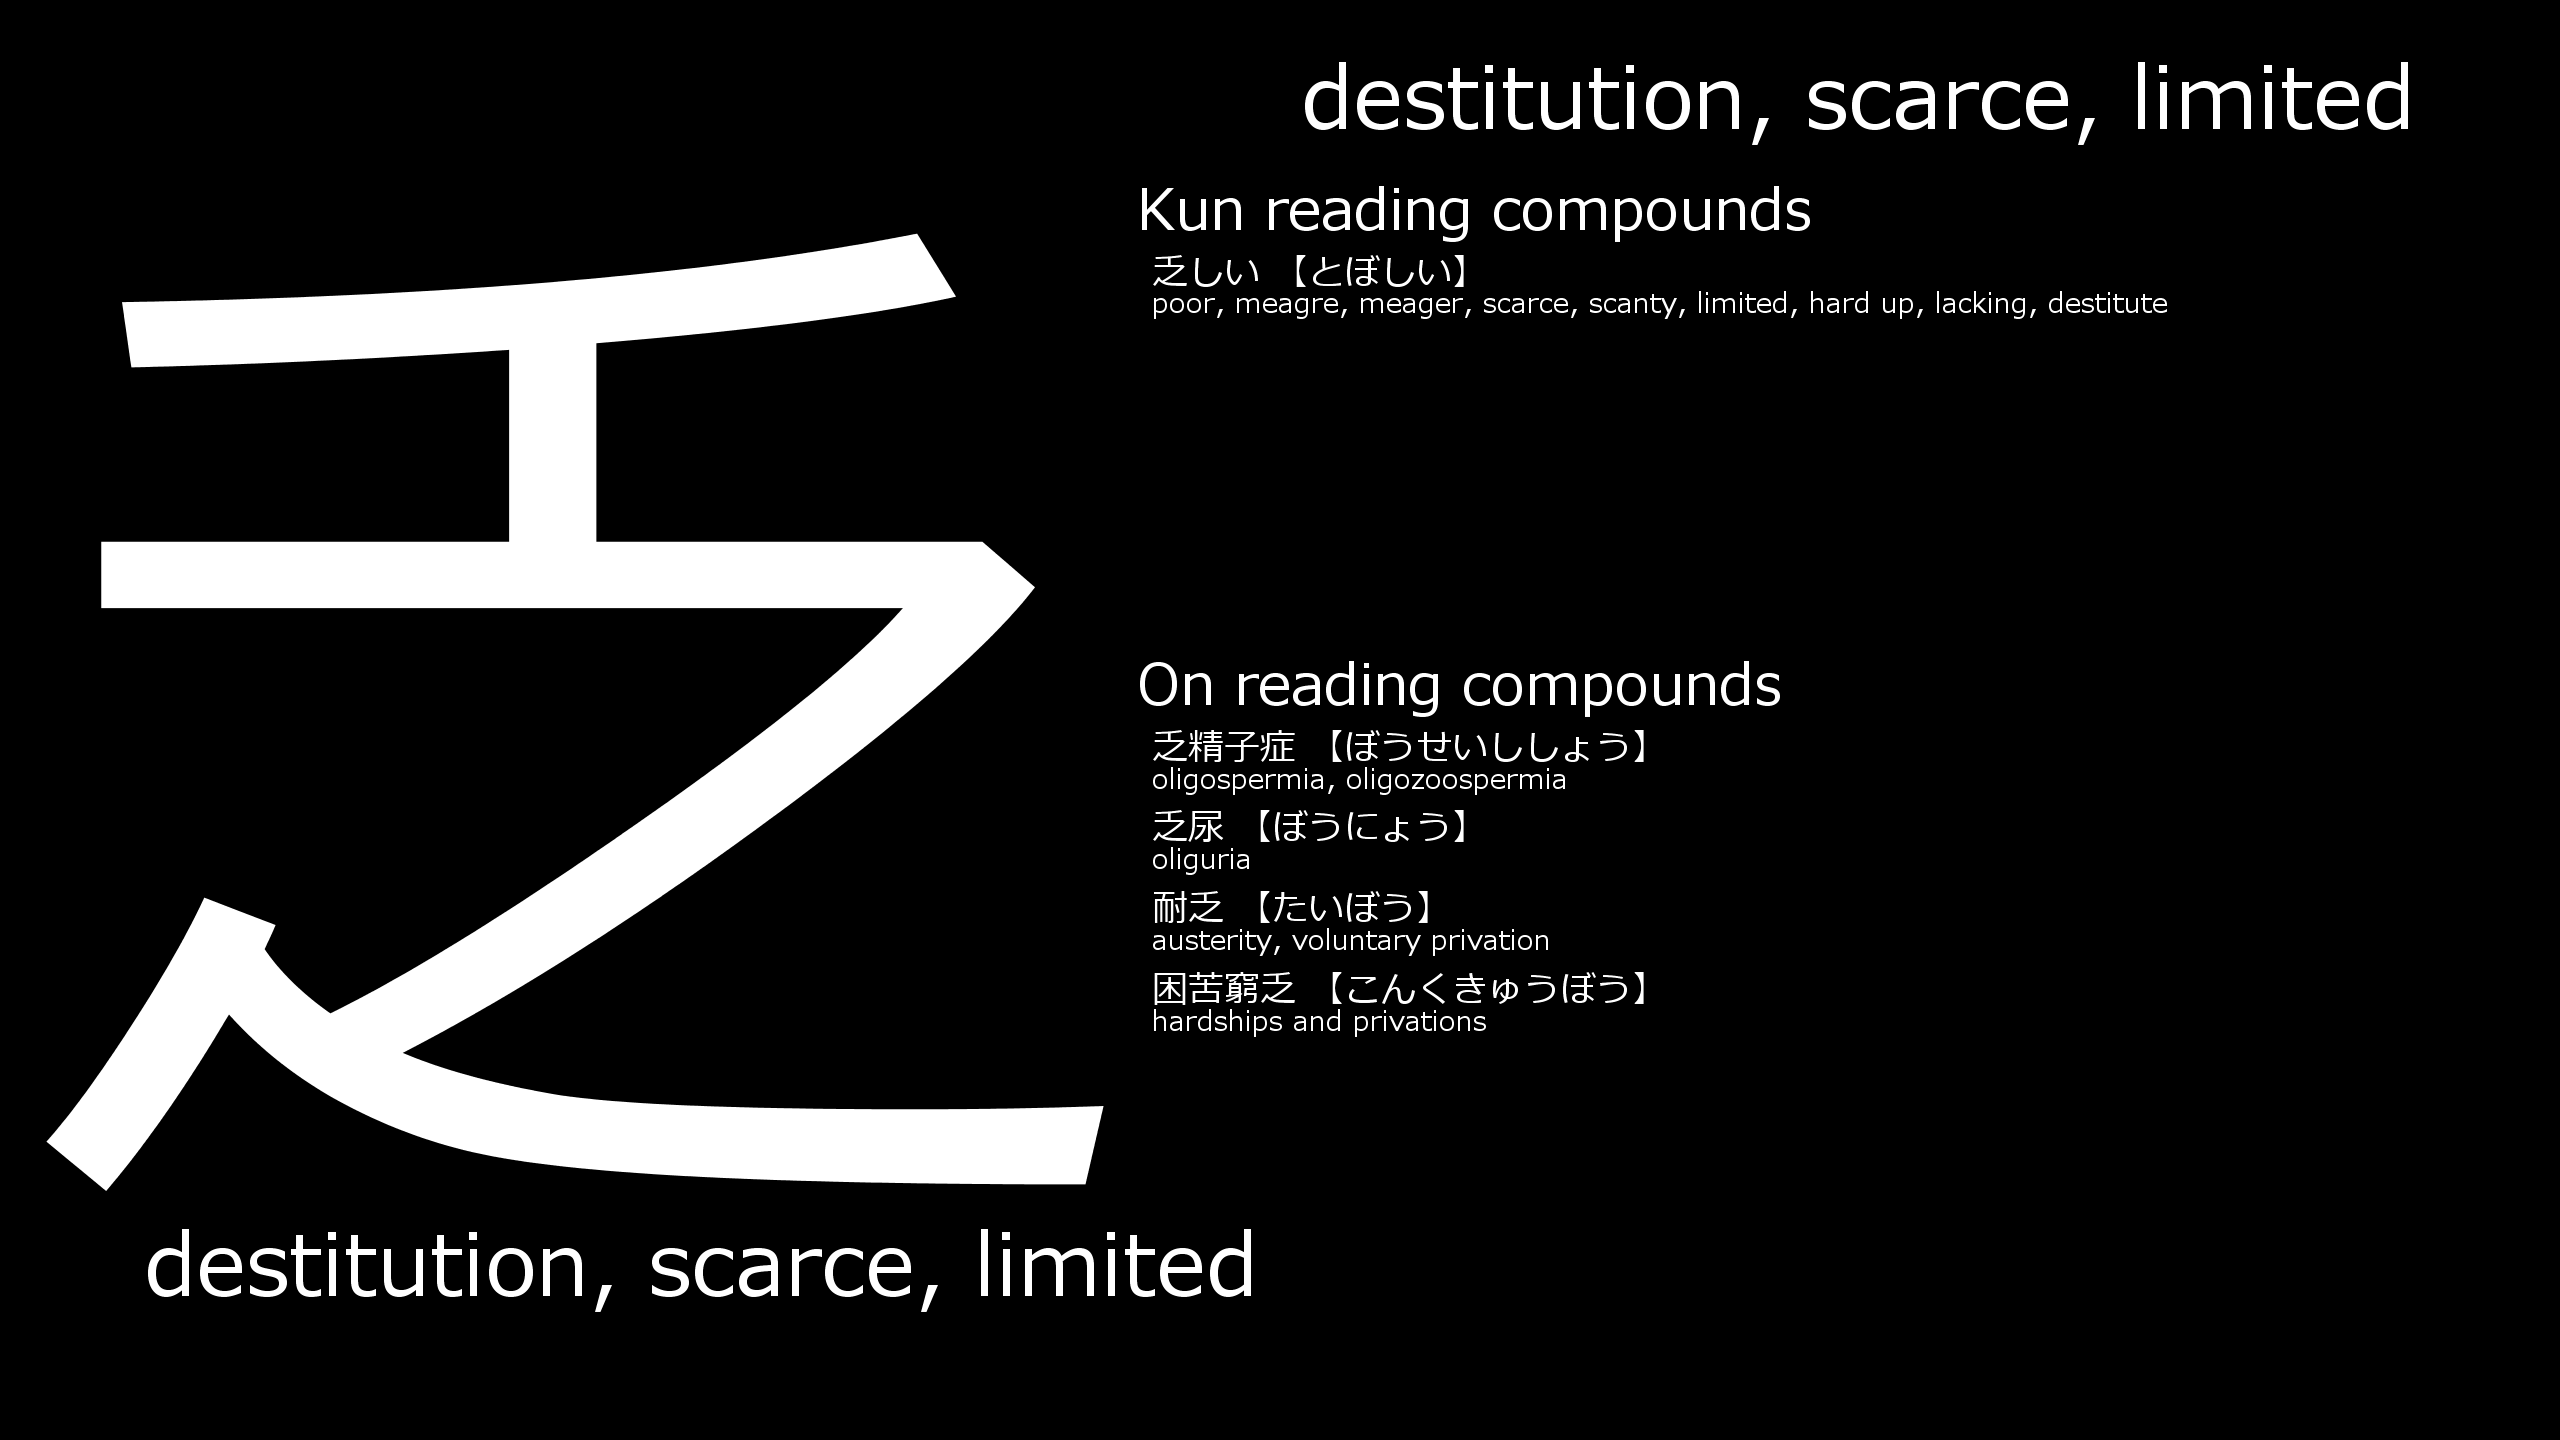 destitution, scarce, limited
乏
Kun reading compounds
乏しい 【とぼしい】
poor, meagre, meager, scarce, scanty, limited, hard up, lacking, destitute
On reading compounds
乏精子症 【ぼうせいししょう】
oligospermia, oligozoospermia
乏尿 【ぼうにょう】
oliguria
耐乏 【たいぼう】
austerity, voluntary privation
困苦窮乏 【こんくきゅうぼう】
hardships and privations
destitution, scarce, limited